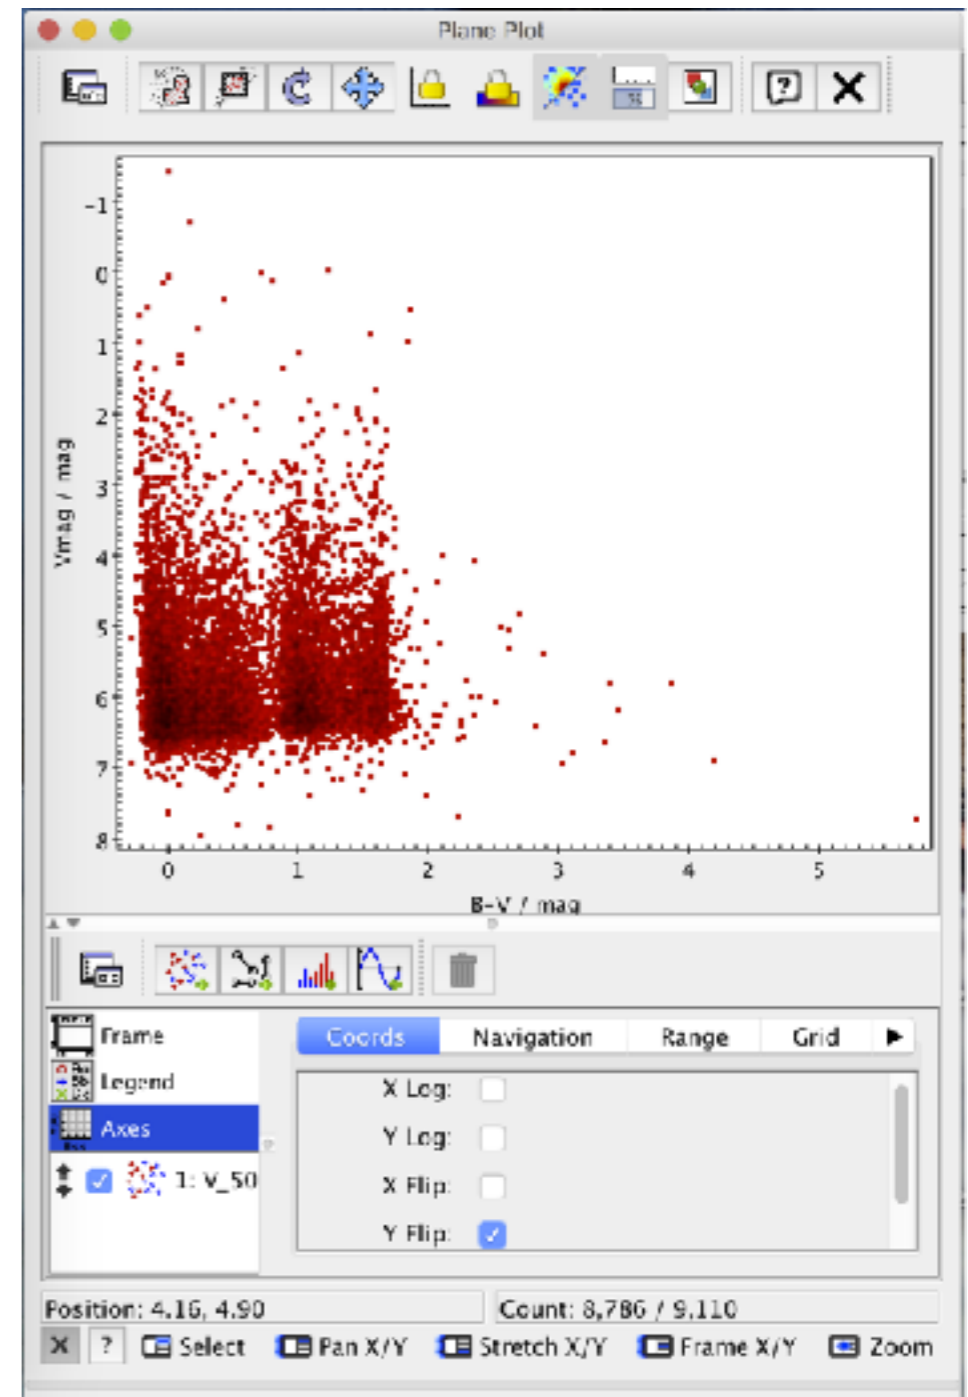 Plane Plot
-1
0
1
2
3
4
5
6
7
8
Vmag / mag
0 1 2 3 4 5
B-V / mag
Frame
Legend
Axes
1: V_50
Coords Navigation Range Grid
X Log:
Y Log:
X Flip:
Y Flip:
Position: 4.16, 4.90 Count: 8,786 / 9,110
X ? Select Pan X/Y Stretch X/Y Frame X/Y Zoom